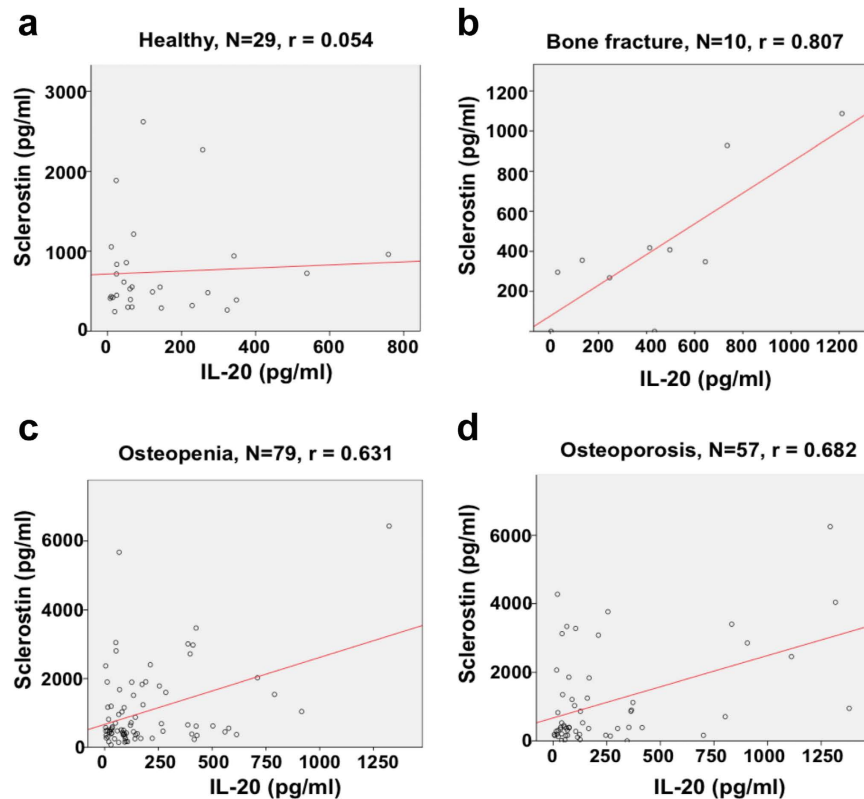 a
Healthy, N=29, r = 0.054
Sclerostin (pg/ml)
3000
2000
1000
0
0 200 400 600 800
IL-20 (pg/ml)
b
Bone fracture, N=10, r = 0.807
Sclerostin (pg/ml)
1200
1000
800
600
400
200
0 200 400 600 800 1000 1200
IL-20 (pg/ml)
c
Osteopenia, N=79, r = 0.631
Sclerostin (pg/ml)
6000
4000
2000
0
0 250 500 750 1000 1250
IL-20 (pg/ml)
d
Osteoporosis, N=57, r = 0.682
Sclerostin (pg/ml)
6000
4000
2000
0
0 250 500 750 1000 1250
IL-20 (pg/ml)